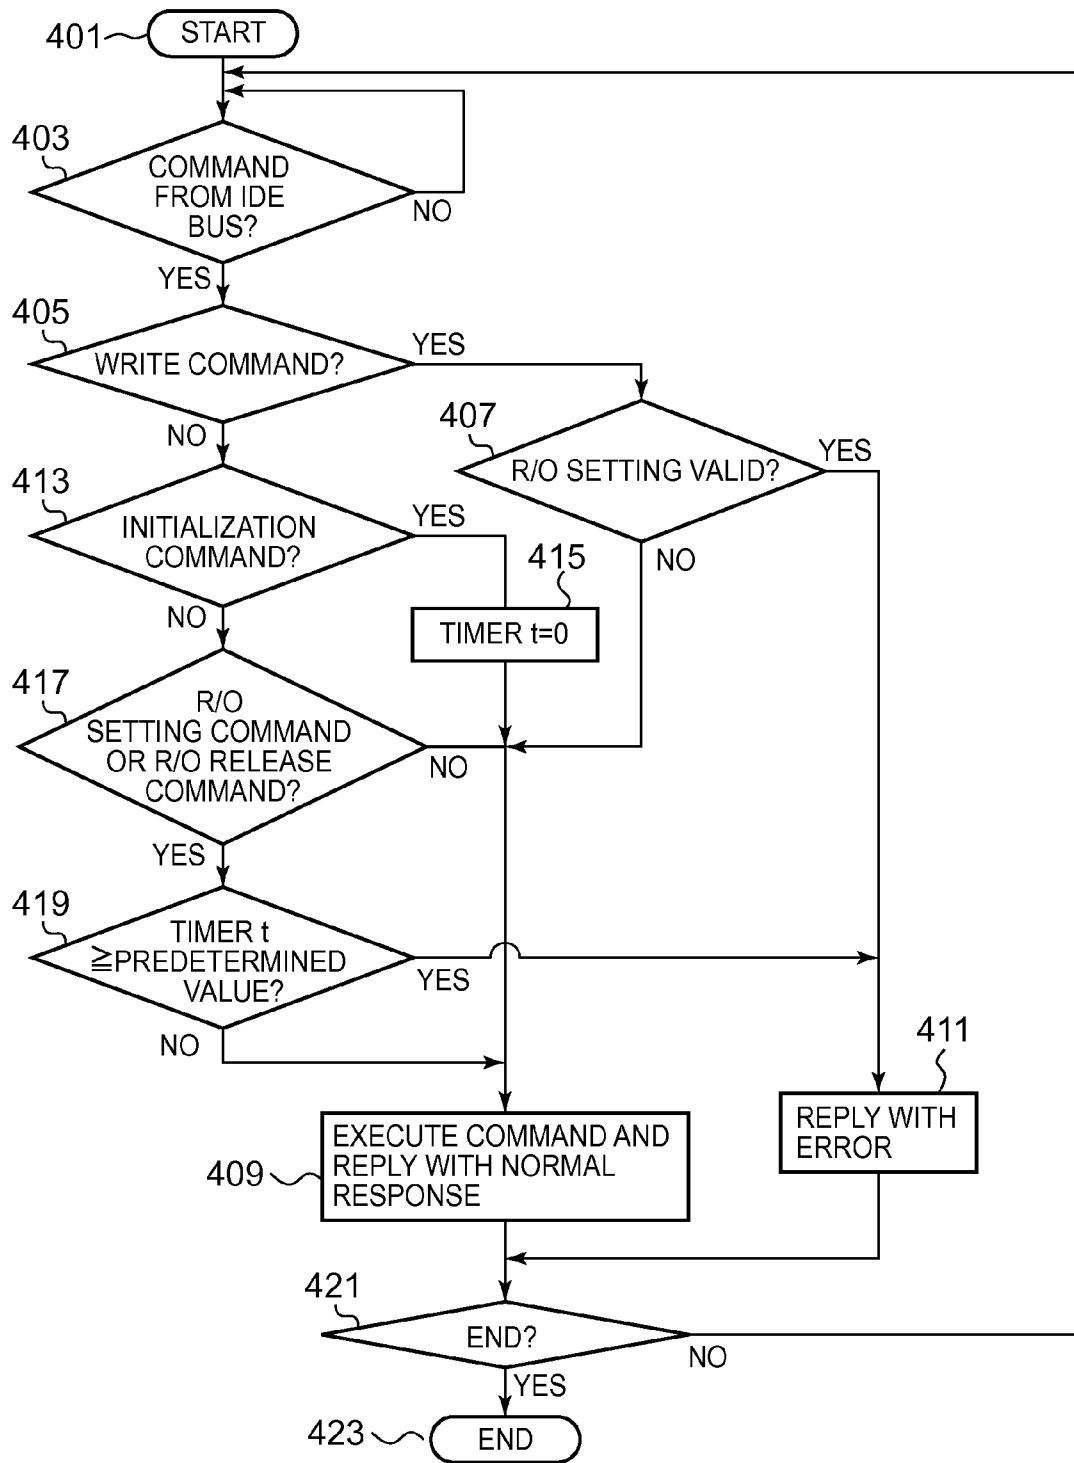 401
START
403
COMMAND
FROM IDE
BUS?
NO
YES
405
WRITE COMMAND?
YES
NO
407
R/O SETTING VALID?
YES
NO
413
INITIALIZATION
COMMAND?
YES
NO
415
TIMER t=0
417
R/O
SETTING COMMAND
OR R/O RELEASE
COMMAND?
NO
YES
419
TIMER t
≧PREDETERMINED
VALUE?
YES
NO
411
REPLY WITH
ERROR
409
EXECUTE COMMAND AND
REPLY WITH NORMAL
RESPONSE
421
END?
NO
YES
423
END